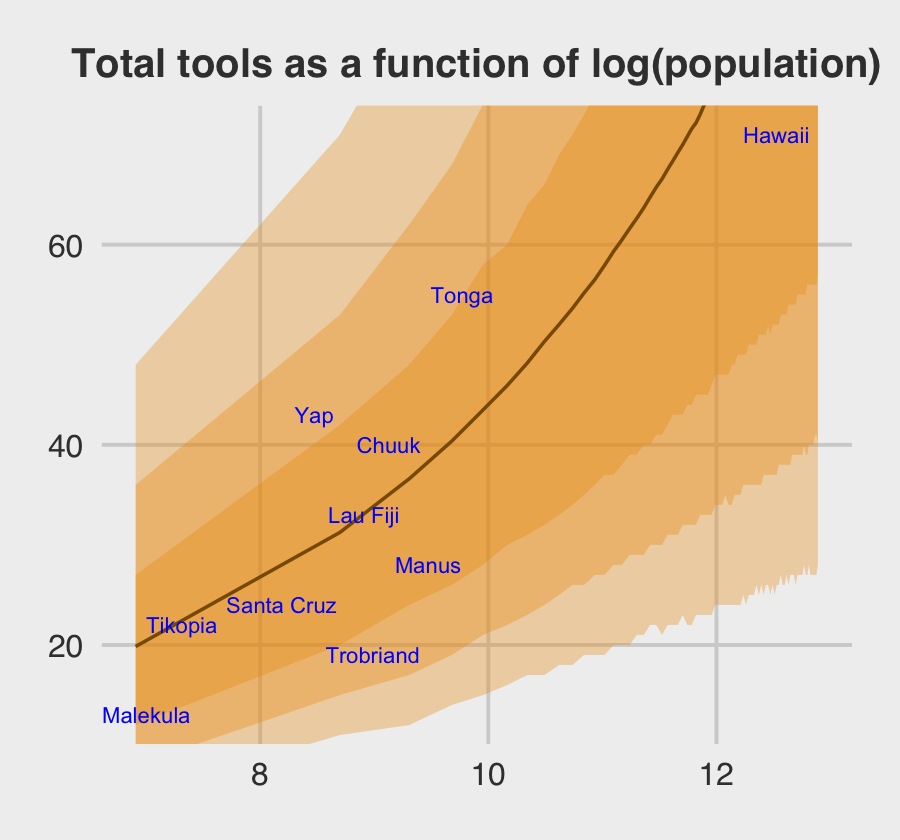 Total tools as a function of log(population)
Hawaii
60
Tonga
Yap
40
Chuuk
Lau Fiji
Manus
Santa Cruz
Tikopia
20
Trobriand
Malekula
8
10
12